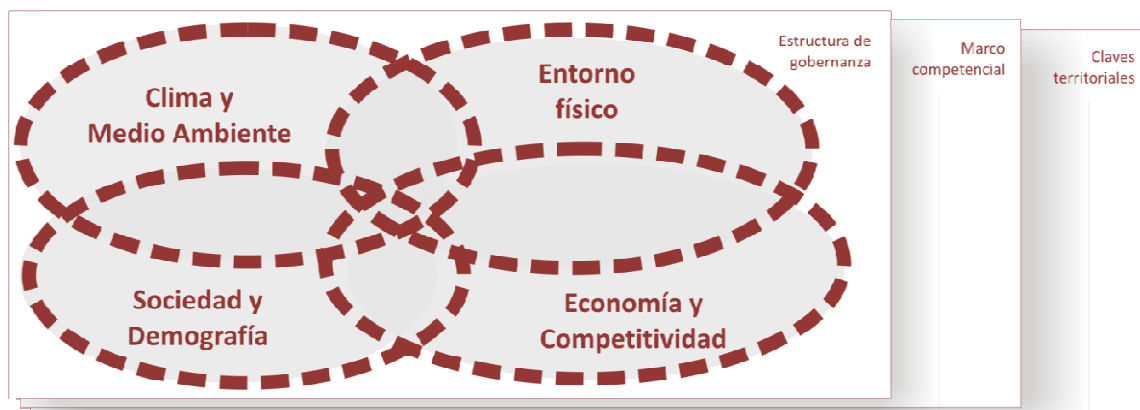 Estructura de
gobernanza
Marco
competencial
Claves
territoriales
Clima y
Medio Ambiente
Entorno
físico
Sociedad y
Demografía
Economía y
Competitividad